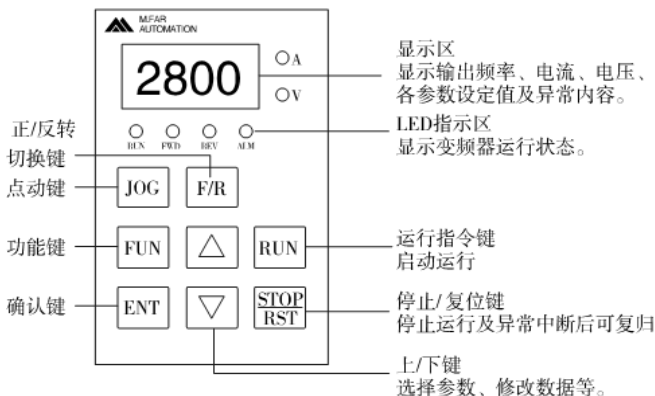 M.FAR
AUTOMATION
2800
A
V
RUN
FWD
REV
ALM
显示区
显示输出频率、电流、电压、
各参数设定值及异常内容。
LED指示区
显示变频器运行状态。
正/反转
切换键
点动键
JOG
F/R
功能键
FUN
RUN
运行指令键
启动运行
确认键
ENT
STOP
RST
停止/复位键
停止运行及异常中断后可复归
上/下键
选择参数、修改数据等。